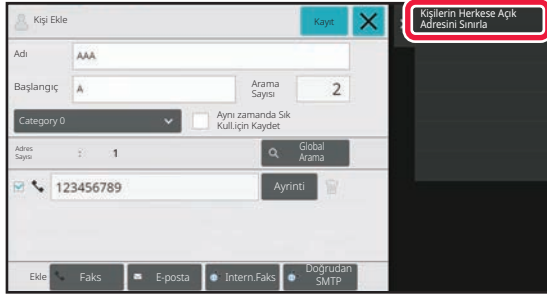 Kişi Ekle
Kayıt
Kişilerin Herkese Açık
Adresini Sınırla
Adı
AAA
Başlangıç
A
Arama
Sayısı
2
Category 0
Aynı zamanda Sık
Kull.için Kaydet
Adres
Sayısı
:
1
Global
Arama
123456789
Ayrinti
Ekle
Faks
E-posta
Intern.Faks
Doğrudan
SMTP